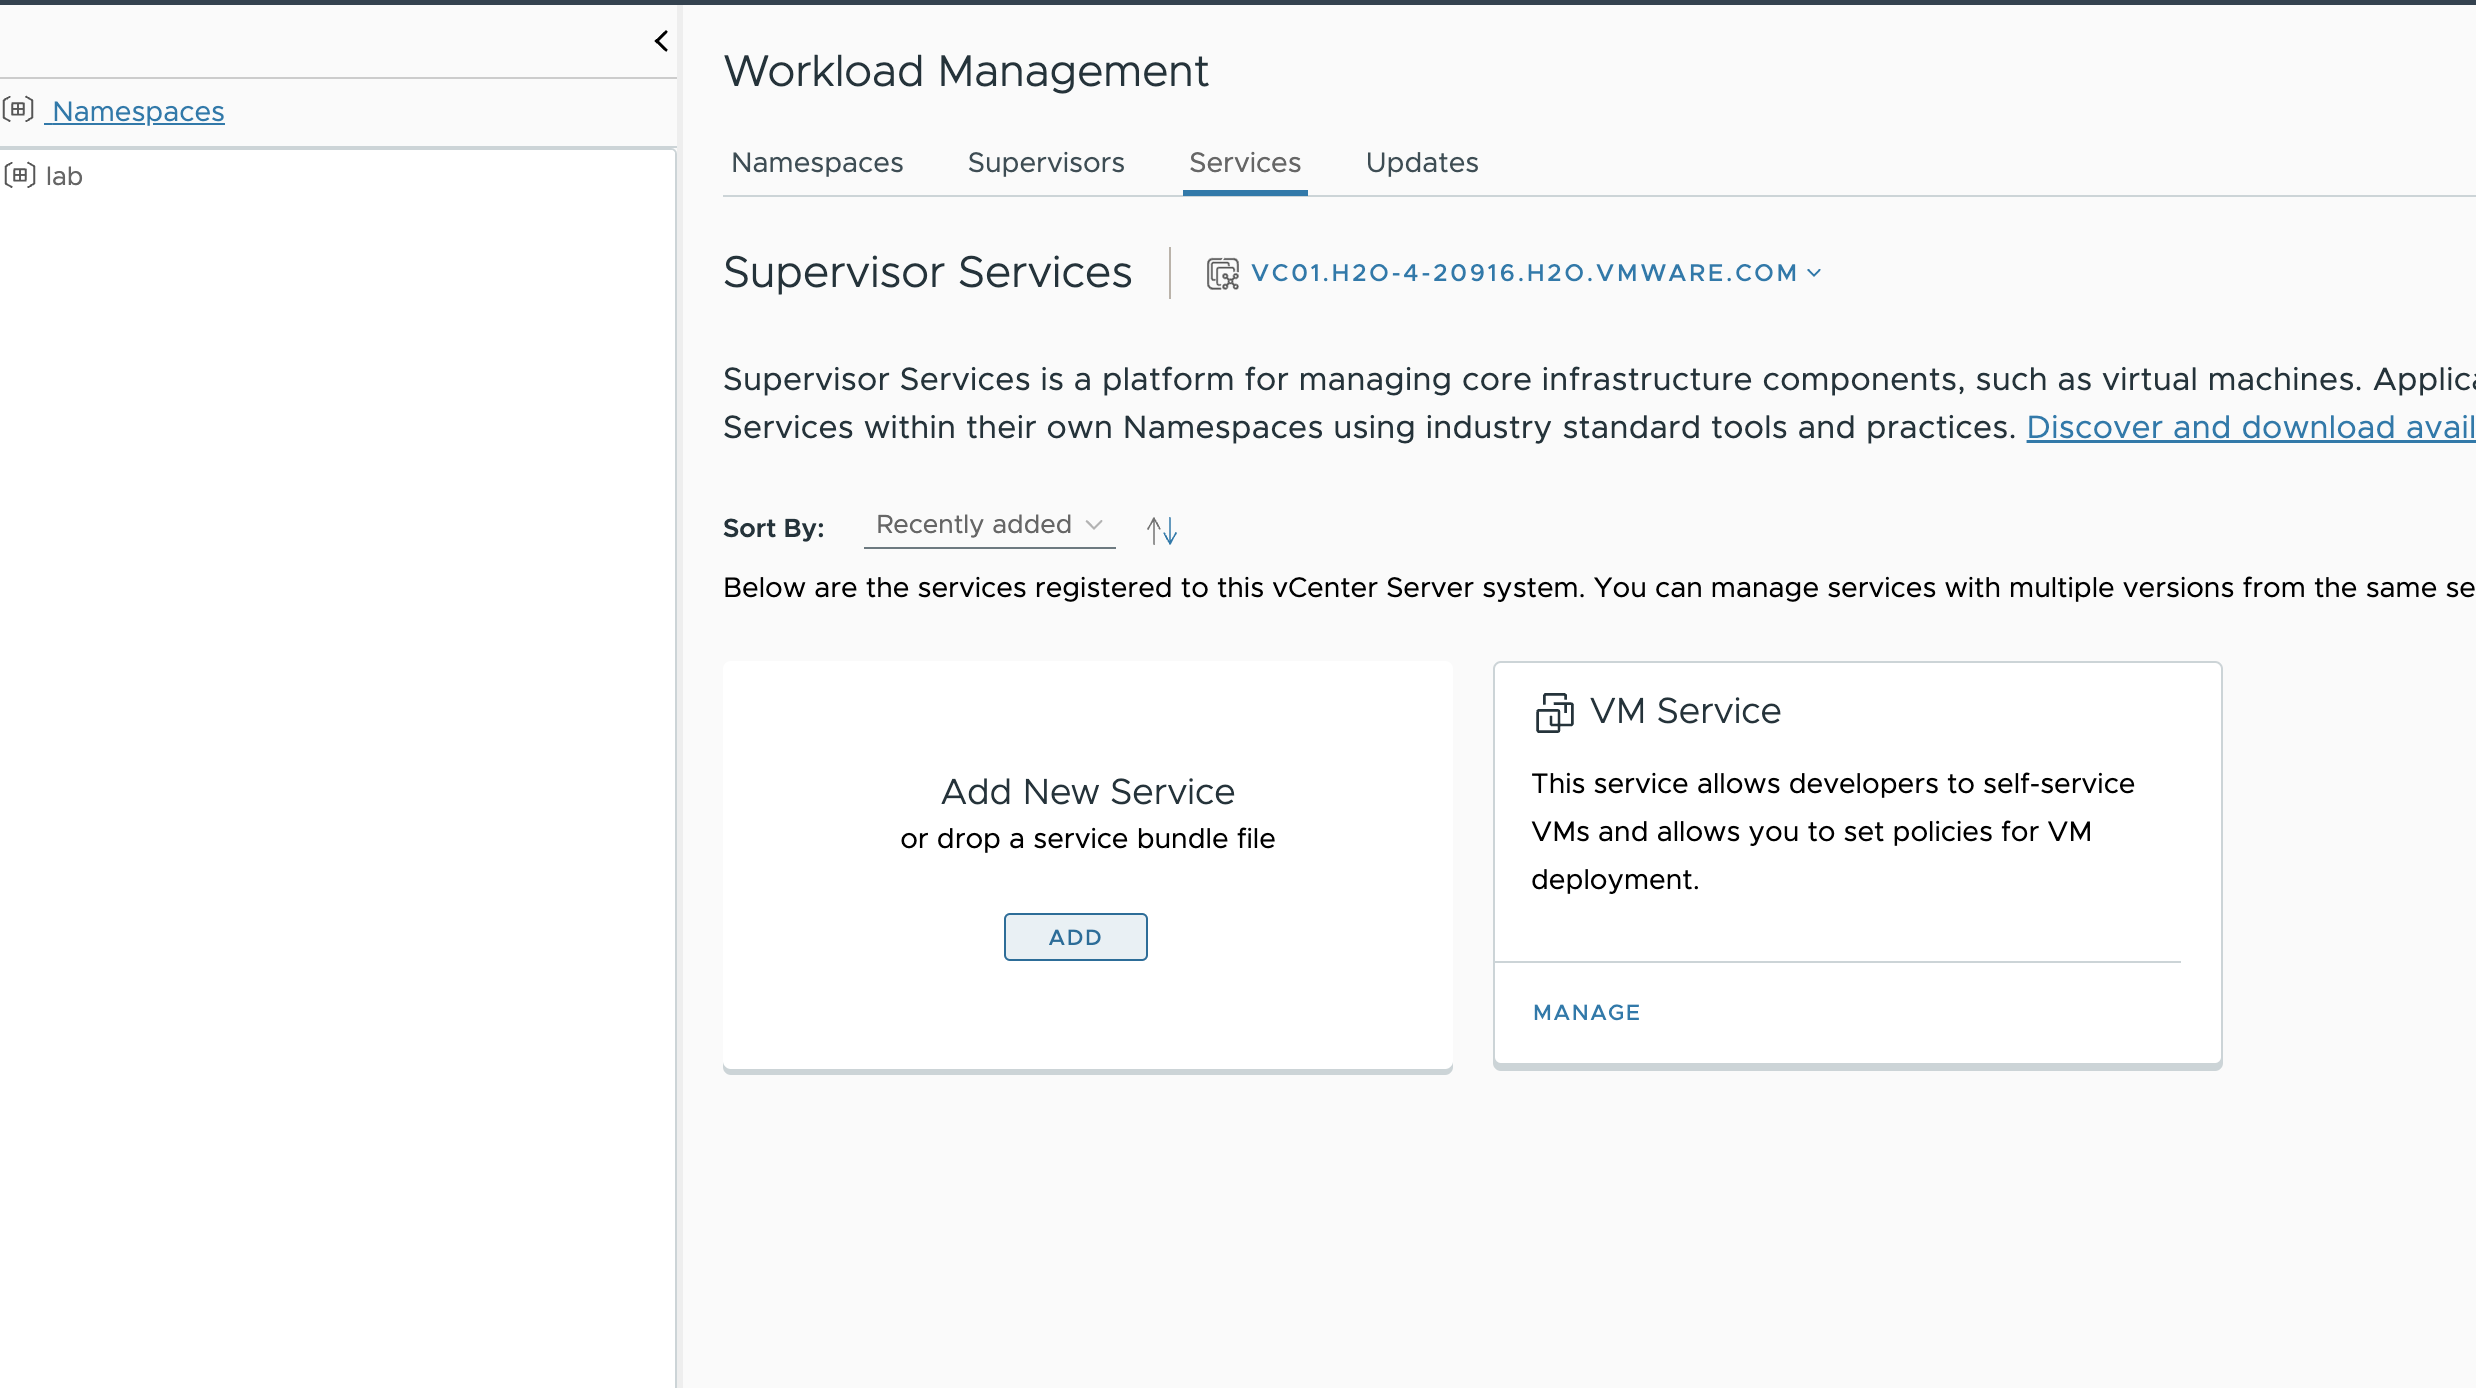 Namespaces
lab
Workload Management
Namespaces
Supervisors
Services
Updates
Supervisor Services
VC01.H2O-4-20916.H2O.VMWARE.COM
Supervisor Services is a platform for managing core infrastructure components, such as virtual machines. Applica
Services within their own Namespaces using industry standard tools and practices. Discover and download avail
Sort By:
Recently added
Below are the services registered to this vCenter Server system. You can manage services with multiple versions from the same se
Add New Service
or drop a service bundle file
ADD
VM Service
This service allows developers to self-service
VMs and allows you to set policies for VM
deployment.
MANAGE